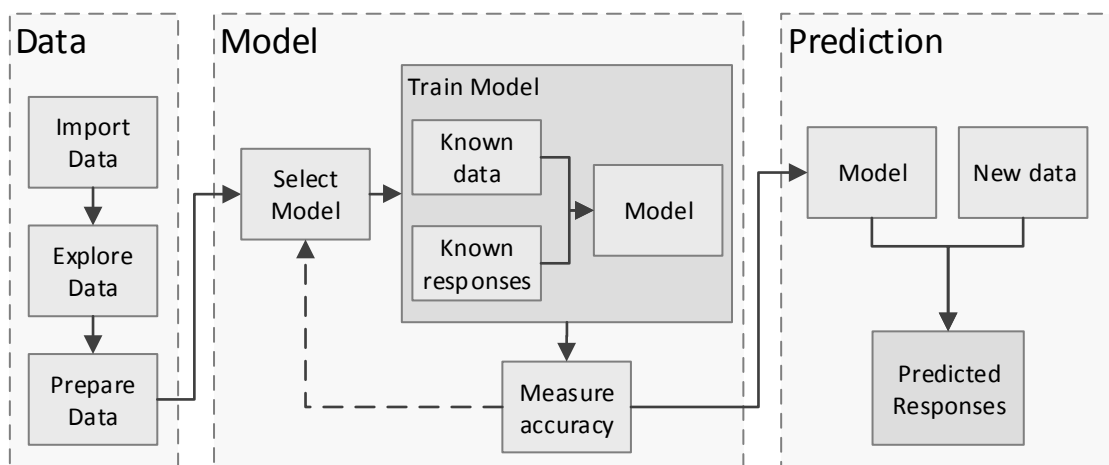 Data
Import
Data
Explore
Data
Prepare
Data
Model
Select
Model
Train Model
Known
data
Known
responses
Model
Measure
accuracy
Prediction
Model
New data
Predicted
Responses